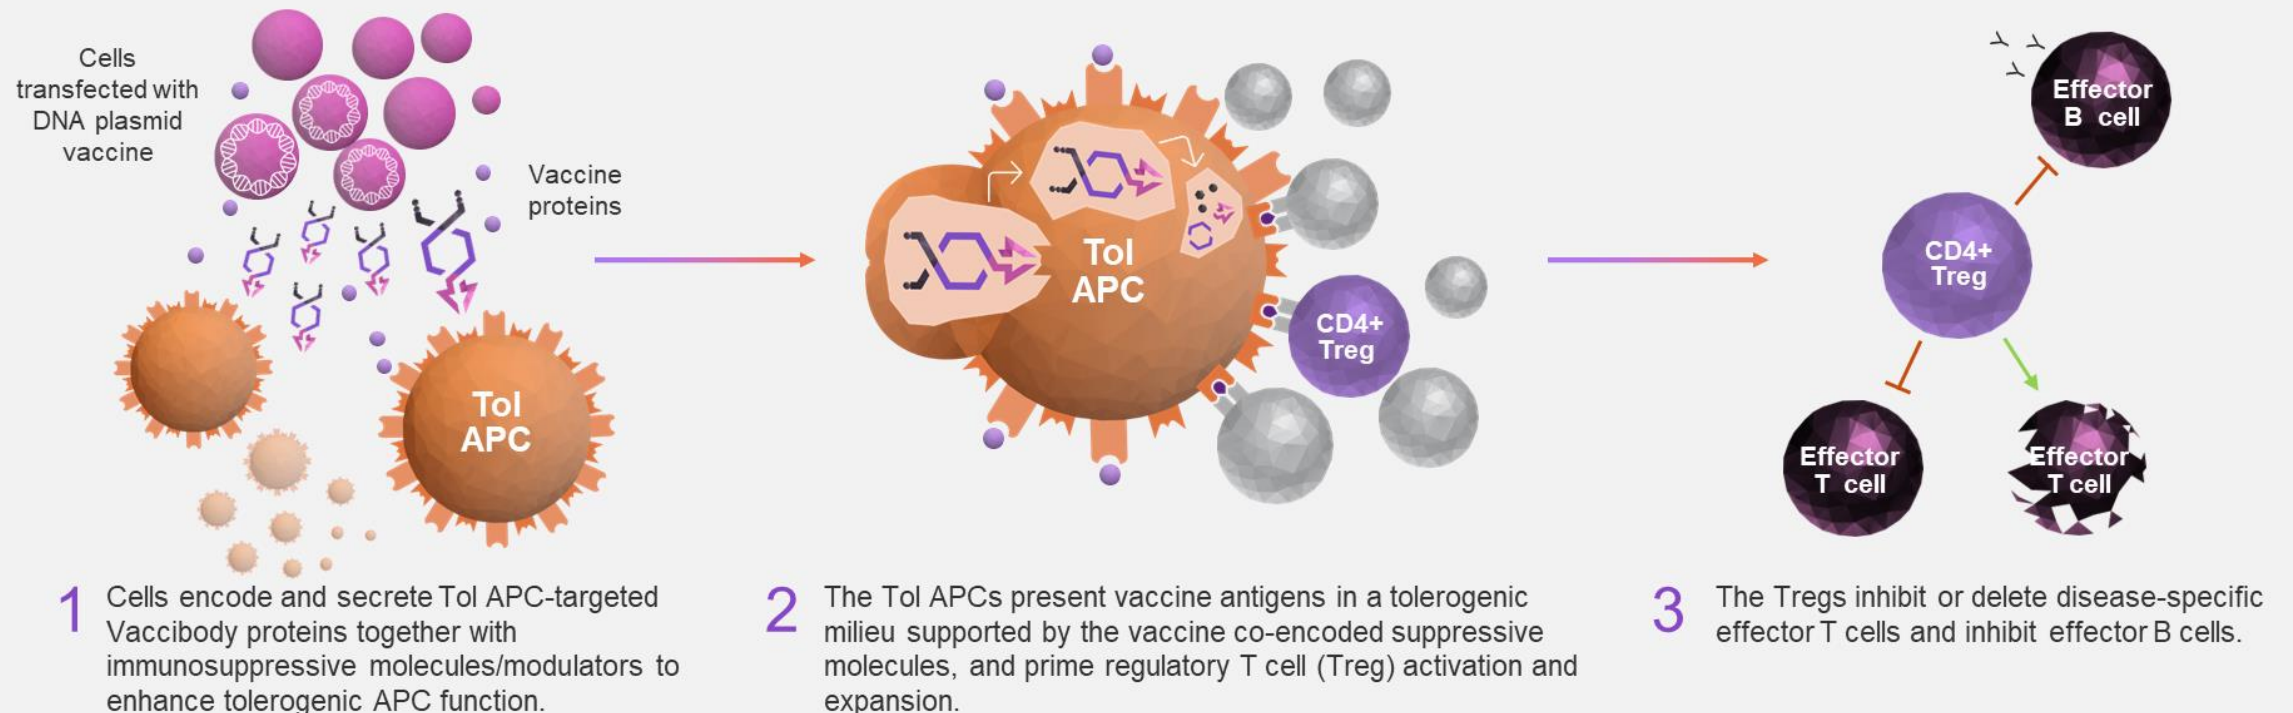 Cells
transfected with
DNA plasmid
vaccine
Vaccine
proteins
Tol
APC
1
Cells encode and secrete Tol APC-targeted
Vaccibody proteins together with
immunosuppressive molecules/modulators to
enhance tolerogenic APC function.
Tol
APC
CD4+
Treg
2
The Tol APCs present vaccine antigens in a tolerogenic
milieu supported by the vaccine co-encoded suppressive
molecules, and prime regulatory T cell (Treg) activation and
expansion.
Effector
B cell
CD4+
Treg
Effector
T cell
Effector
T cell
3
The Tregs inhibit or delete disease-specific
effector T cells and inhibit effector B cells.